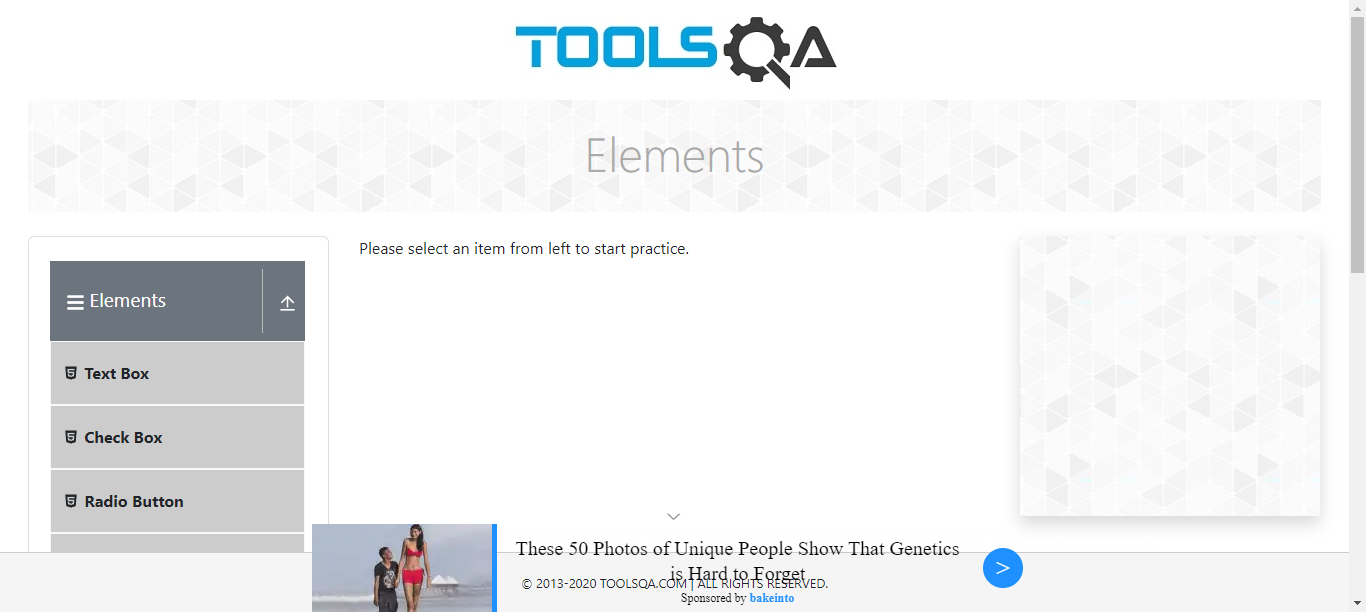 TOOLSQA
Elements
Elements
Text Box
Check Box
Radio Button
Please select an item from left to start practice.
These 50 Photos of Unique People Show That Genetics
is Hard to Forget
>
© 2013-2020 TOOLSQA.COM | ALL RIGHTS RESERVED.
Sponsored by bakeinto